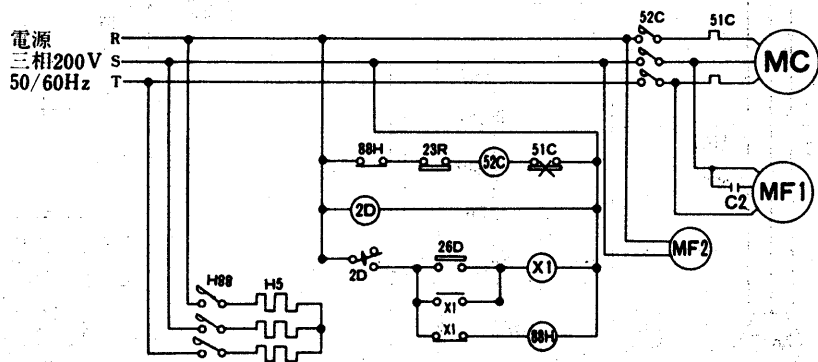 電源
三相200V
50/60Hz
R
S
T
52C
51C
MC
88H
23R
52C
51C
2D
C2
MF1
26D
2D
X1
MF2
X1
X1
88H
H88
H5